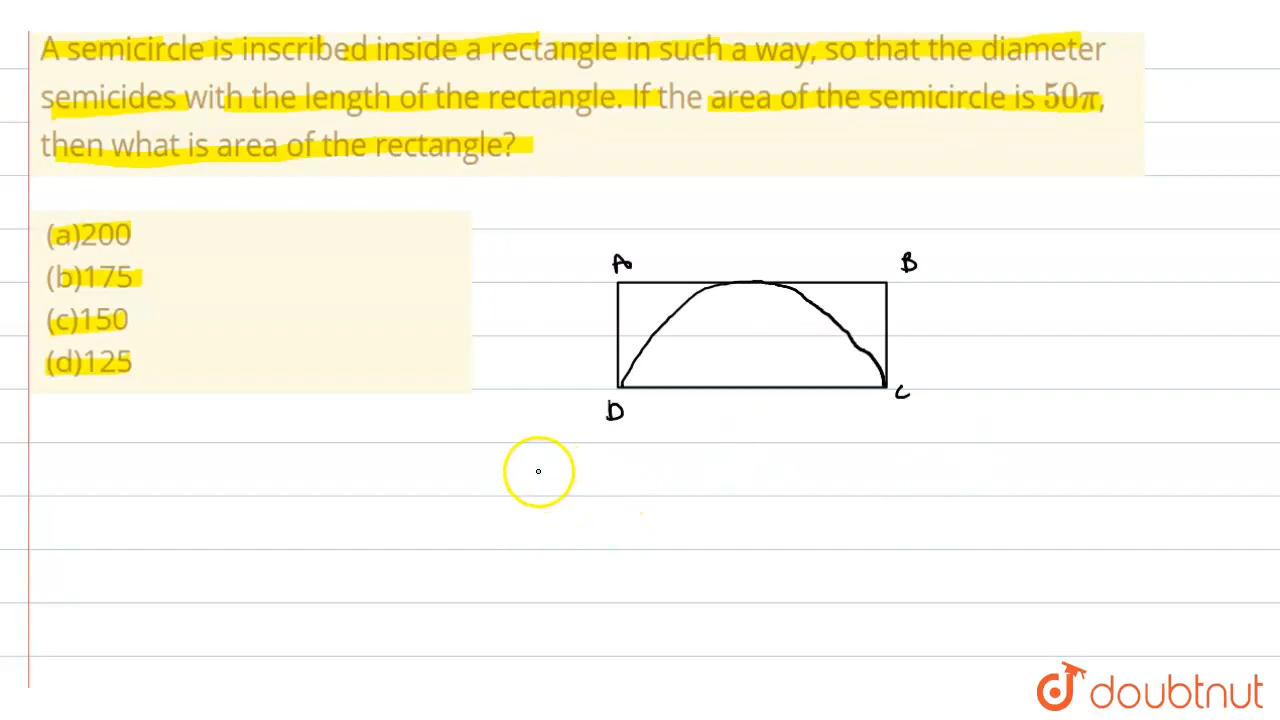 A semicircle is inscribed inside a rectangle in such a way, so that the diameter
semicides with the length of the rectangle. If the area of the semicircle is 50π,
then what is area of the rectangle?
(a)200
(b)175
(c)150
(d)125
A B
D C
doubtnut